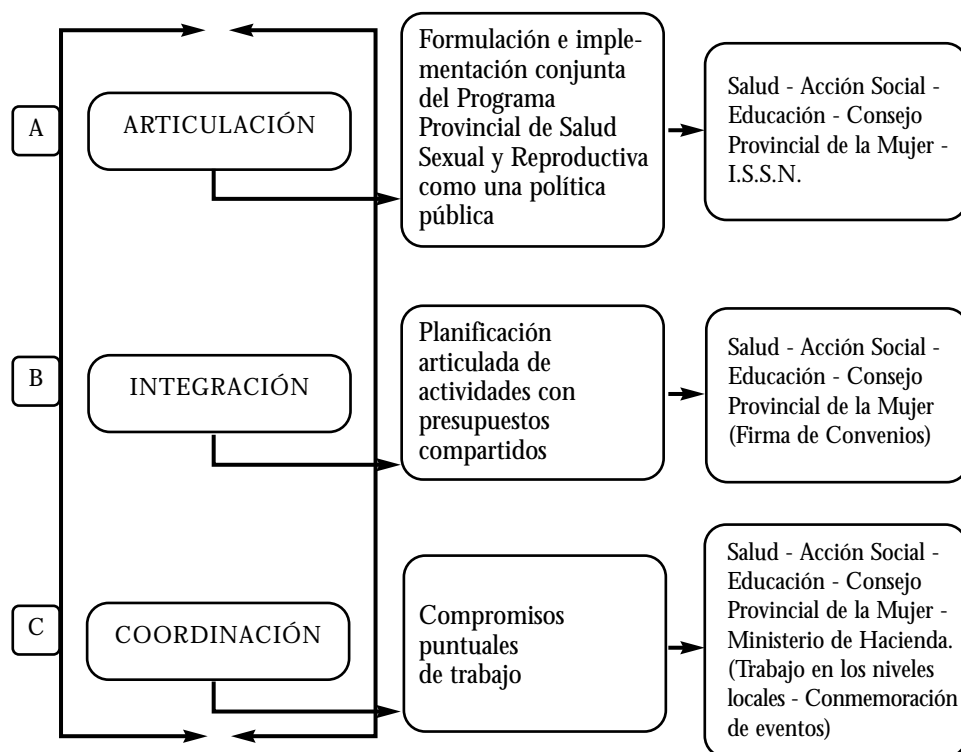 A
ARTICULACIÓN
Formulación e imple-
mentación conjunta
del Programa
Provincial de Salud
Sexual y Reproductiva
como una política
pública
Salud - Acción Social -
Educación - Consejo
Provincial de la Mujer -
I.S.S.N.
B
INTEGRACIÓN
Planificación
articulada de
actividades con
presupuestos
compartidos
Salud - Acción Social -
Educación - Consejo
Provincial de la Mujer
(Firma de Convenios)
C
COORDINACIÓN
Compromisos
puntuales
de trabajo
Salud - Acción Social -
Educación - Consejo
Provincial de la Mujer -
Ministerio de Hacienda.
(Trabajo en los niveles
locales - Conmemoración
de eventos)